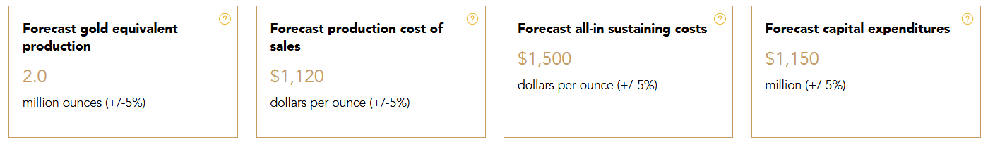 Forecast gold equivalent
production
2.0
million ounces (+/-5%)
?
Forecast production cost of
sales
$1,120
dollars per ounce (+/-5%)
?
Forecast all-in sustaining costs
$1,500
dollars per ounce (+/-5%)
?
Forecast capital expenditures
$1,150
million (+/-5%)
?